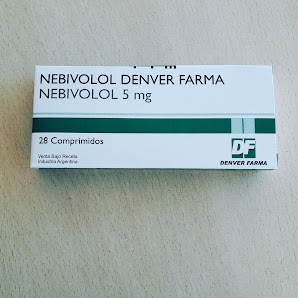 NEBIVOLOL DENVER FARMA
NEBIVOLOL 5 mg
28 Comprimidos
Venta Bajo Receta
Industria Argentina
DF
DENVER FARMA